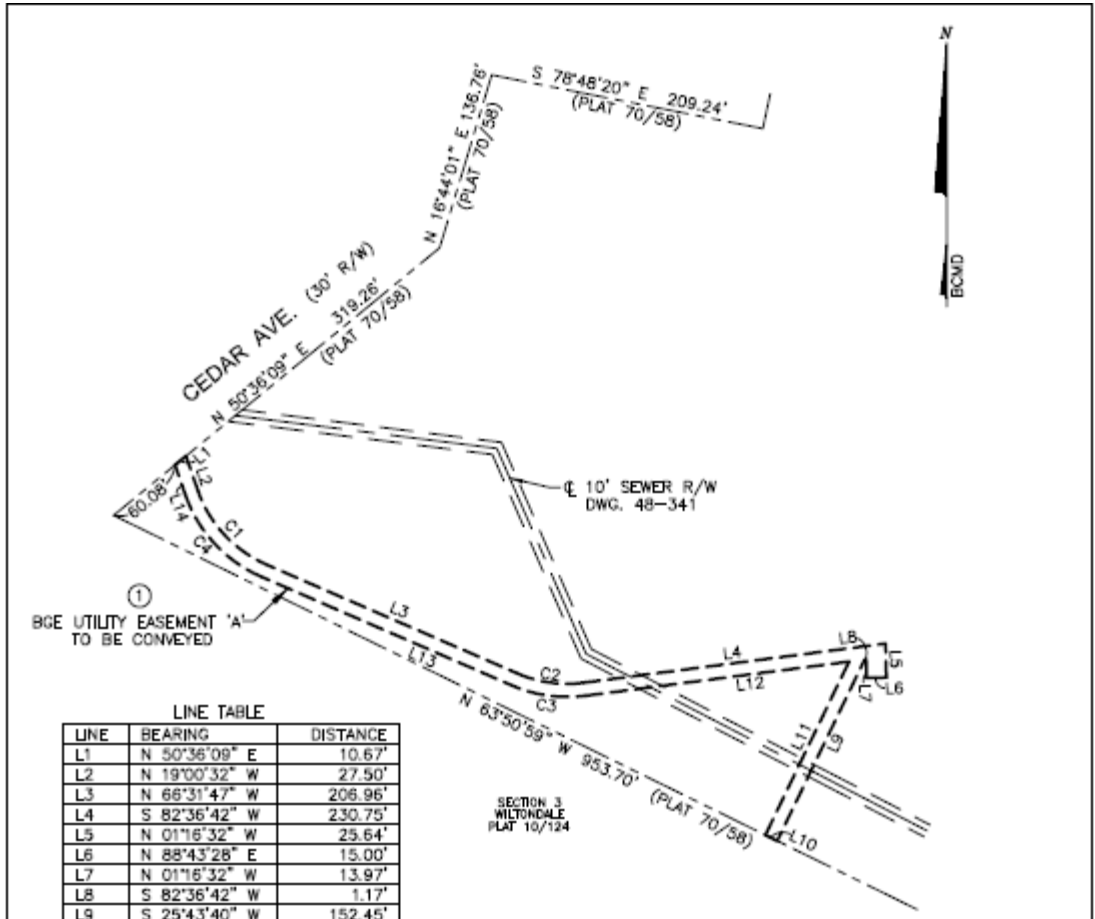 N
BCMD
S 78°48'20" E 209.24'
(PLAT 70/58)
N 16°44'01" E 136.76'
(PLAT 70/58)
CEDAR AVE. (30' R/W)
N 50°36'09" E 319.26'
(PLAT 70/58)
L1
L2
60.08'
L14
C1
C4
℄ 10' SEWER R/W
DWG. 48-341
1
BGE UTILITY EASEMENT 'A'
TO BE CONVEYED
L3
L13
C2
C3
L4
L12
L8
L5
L6
L7
L11
L9
L10
N 63°50'59" W 953.70' (PLAT 70/58)
SECTION 3
WILTONDALE
PLAT 10/124
LINE TABLE
LINE BEARING DISTANCE
L1 N 50°36'09" E 10.67'
L2 N 19°00'32" W 27.50'
L3 N 66°31'47" W 206.96'
L4 S 82°36'42" W 230.75'
L5 N 01°16'32" W 25.64'
L6 N 88°43'28" E 15.00'
L7 N 01°16'32" W 13.97'
L8 S 82°36'42" W 1.17'
L9 S 25°43'40" W 152.45'